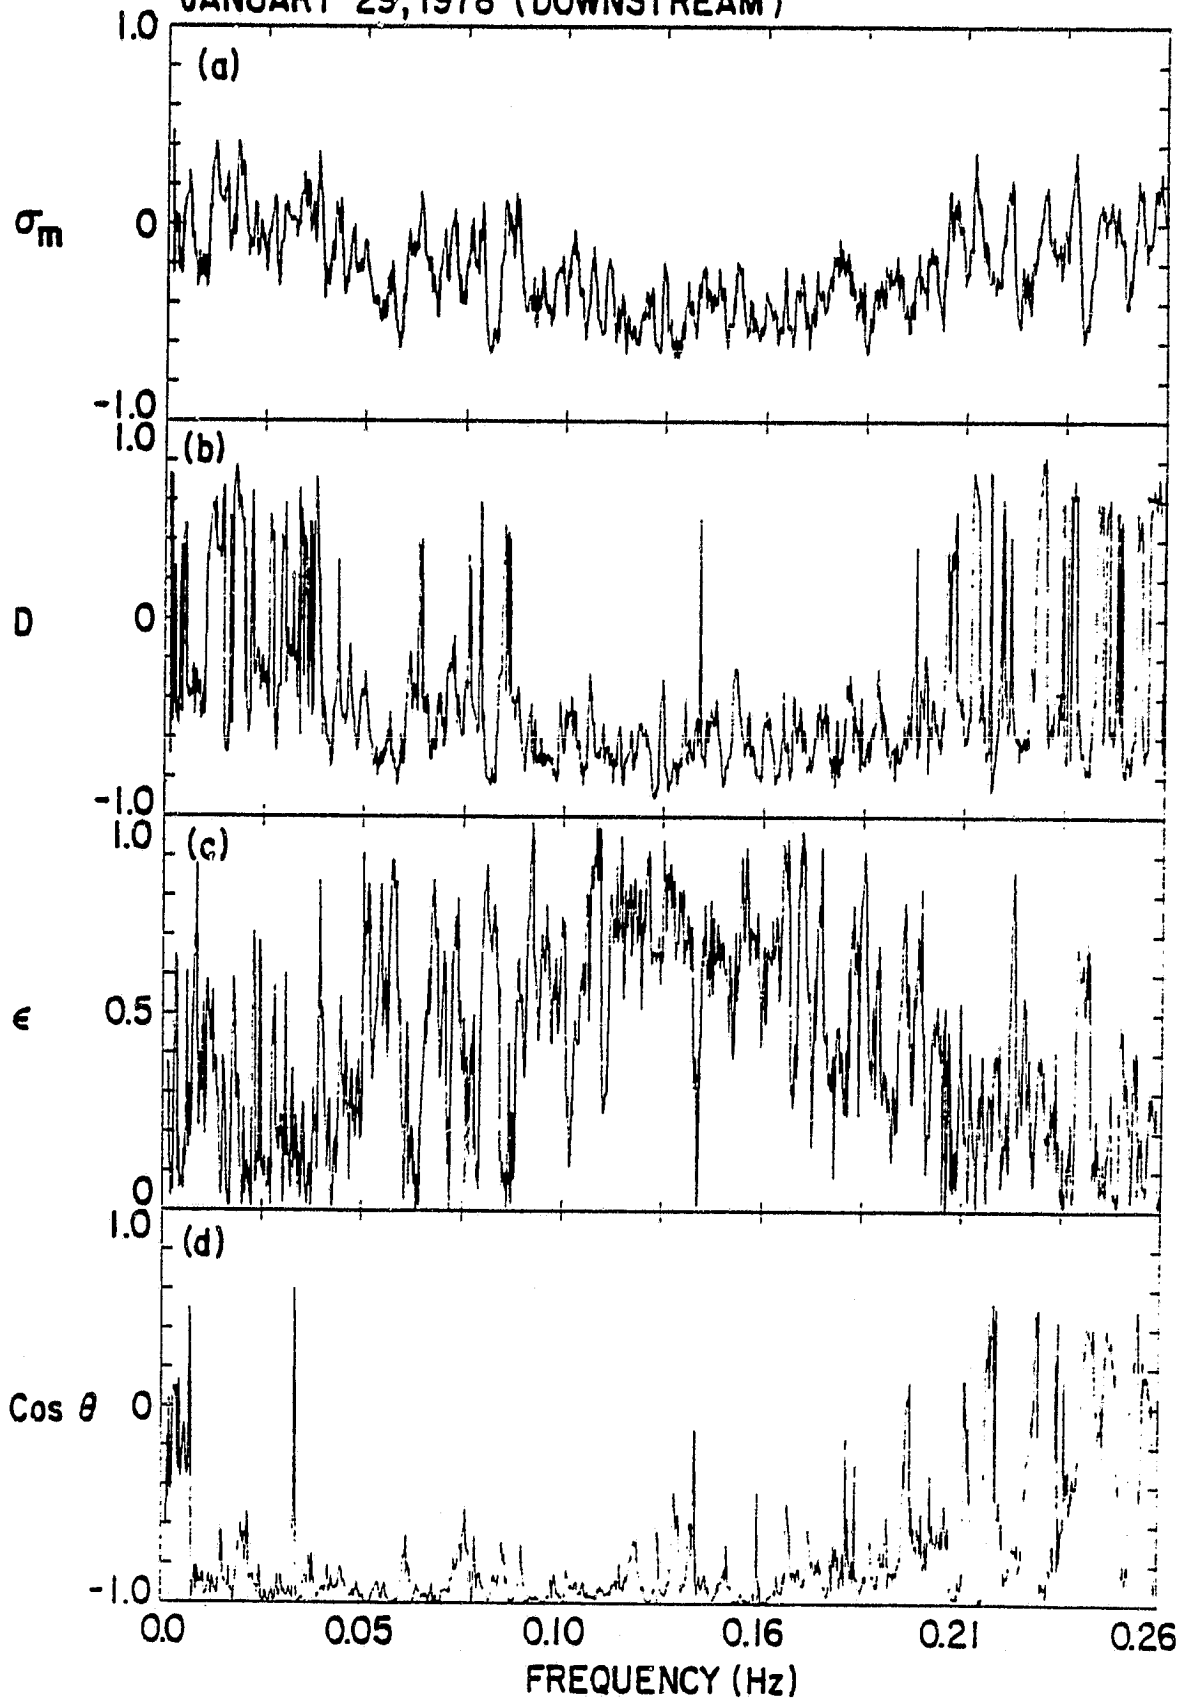 JANUARY 29, 1978 (DOWNSTREAM)
1.0
(a)
σm
0
-1.0
1.0
(b)
D
0
-1.0
1.0
(c)
ϵ
0.5
0
1.0
(d)
Cos θ
0
-1.0
0.0 0.05 0.10 0.16 0.21 0.26
FREQUENCY (Hz)